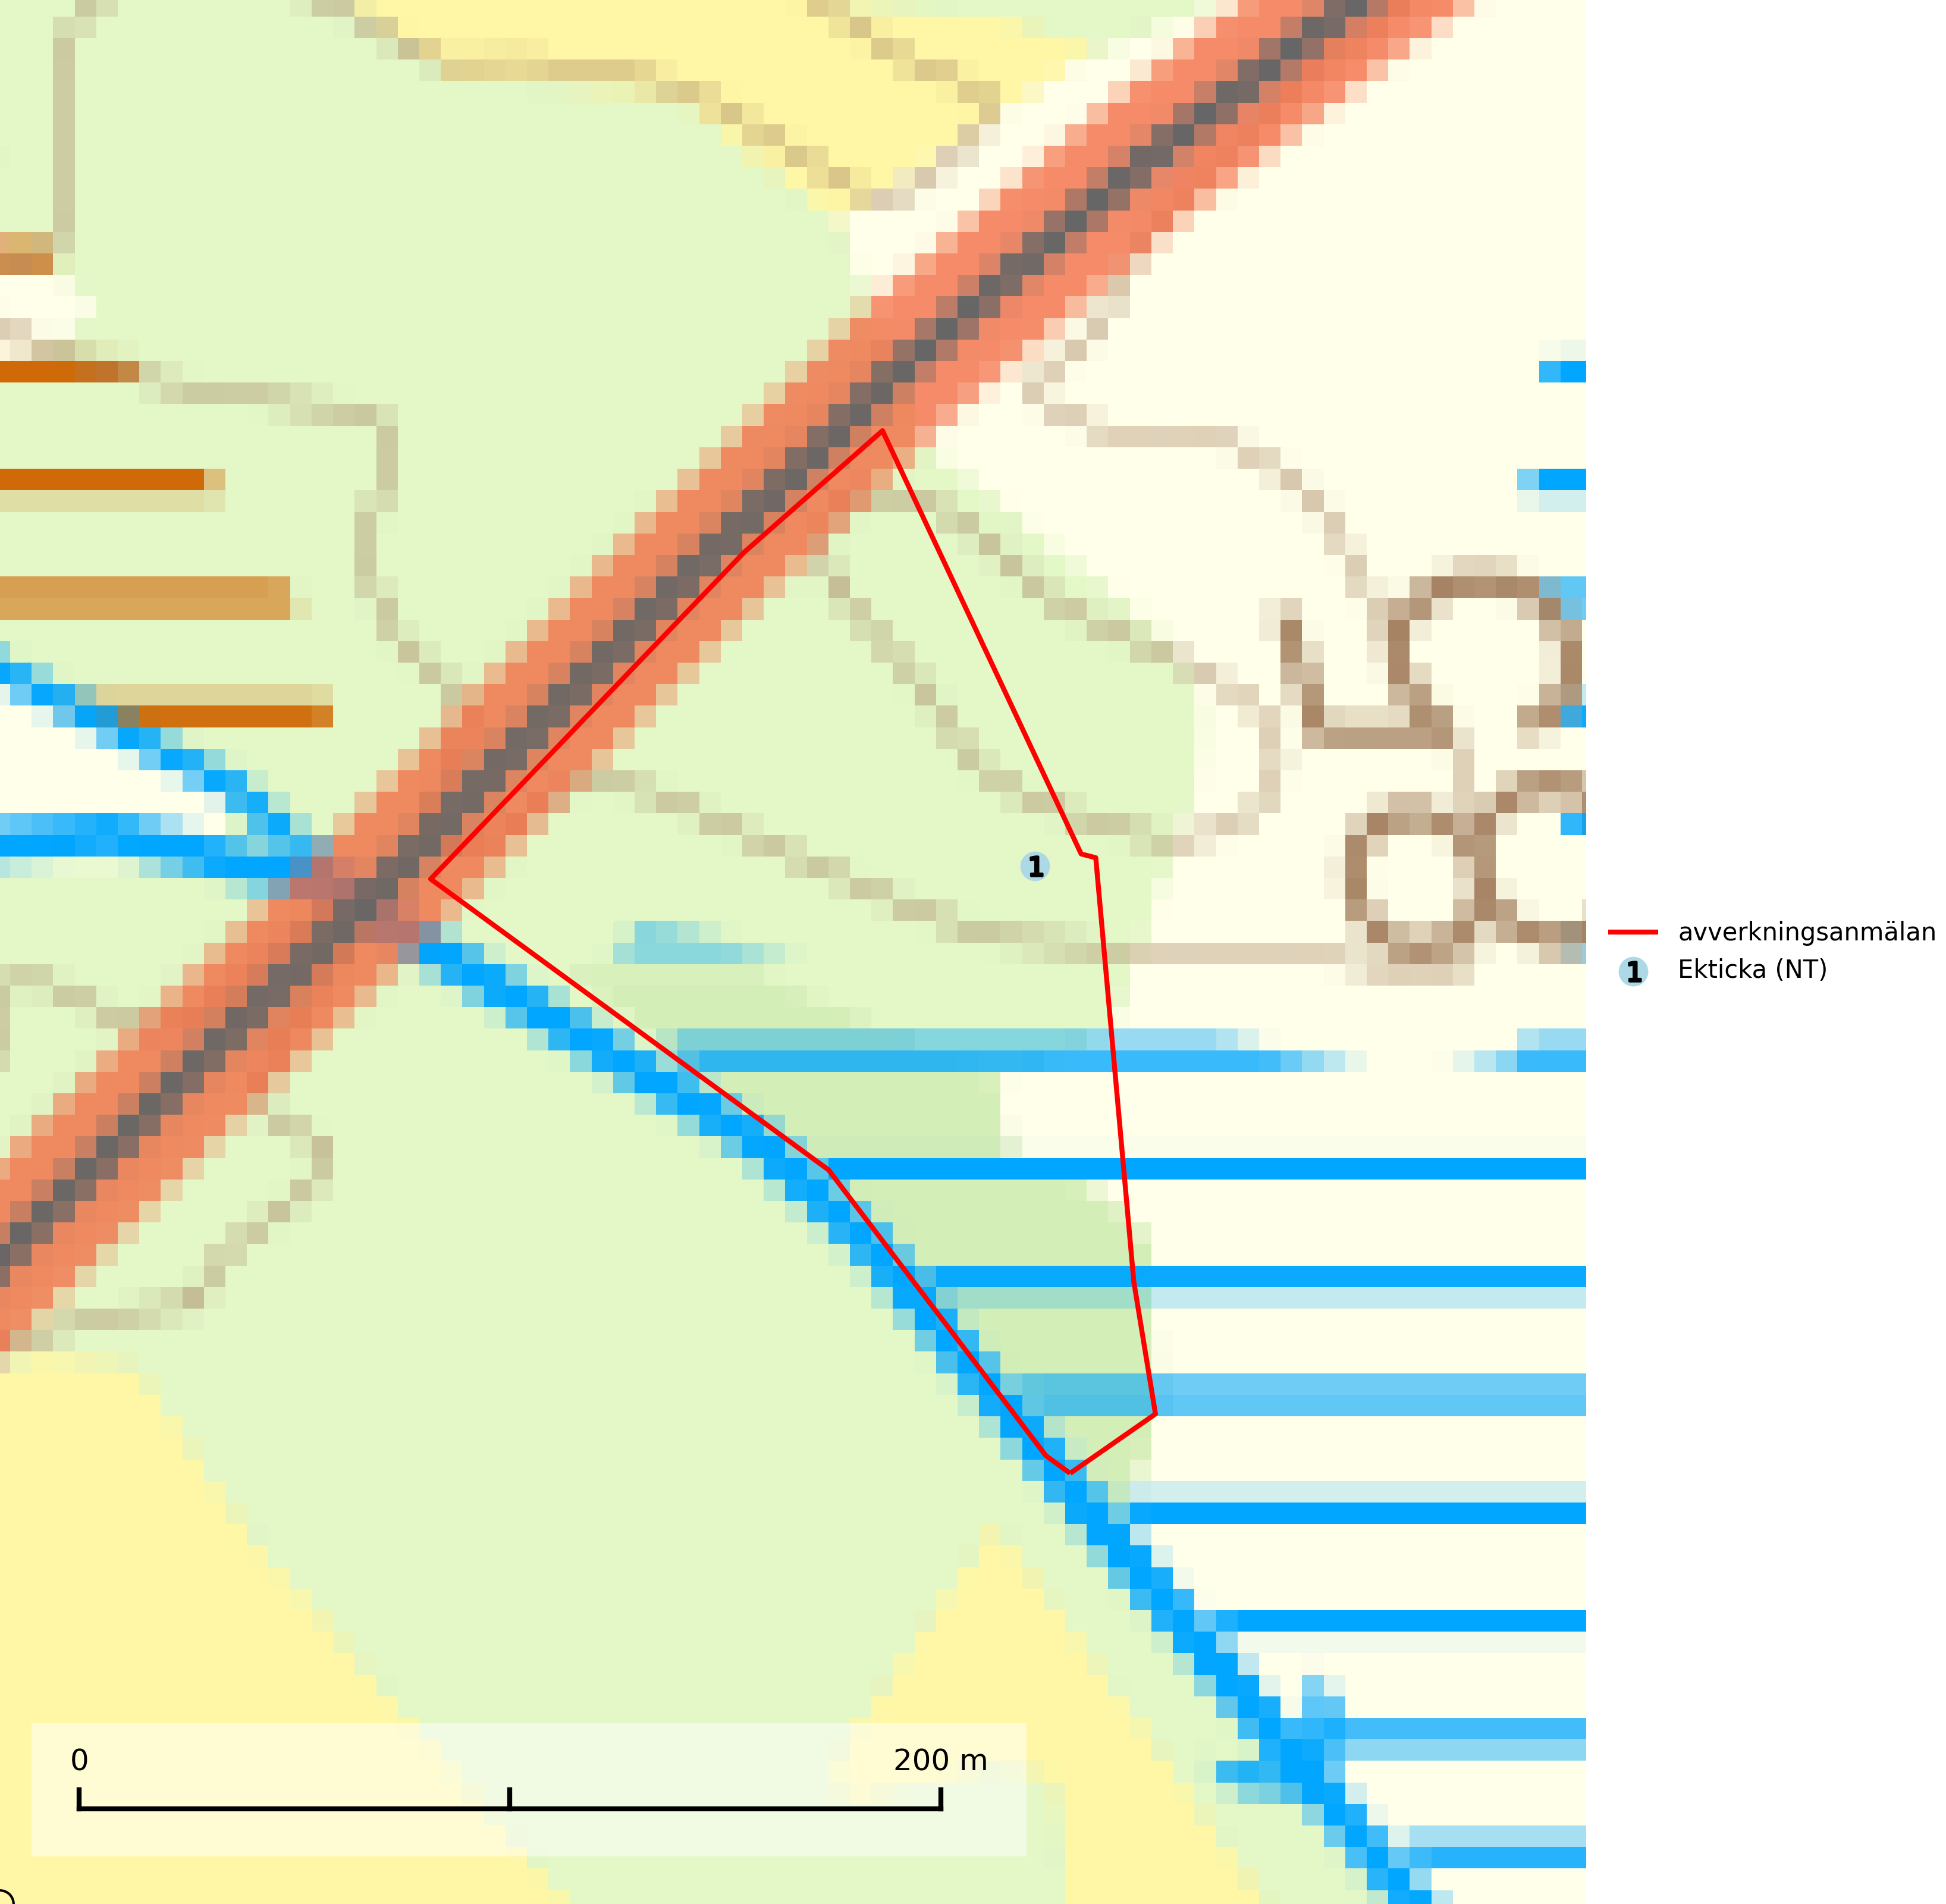 1
avverkningsanmälan
1 Ekticka (NT)
0 200 m